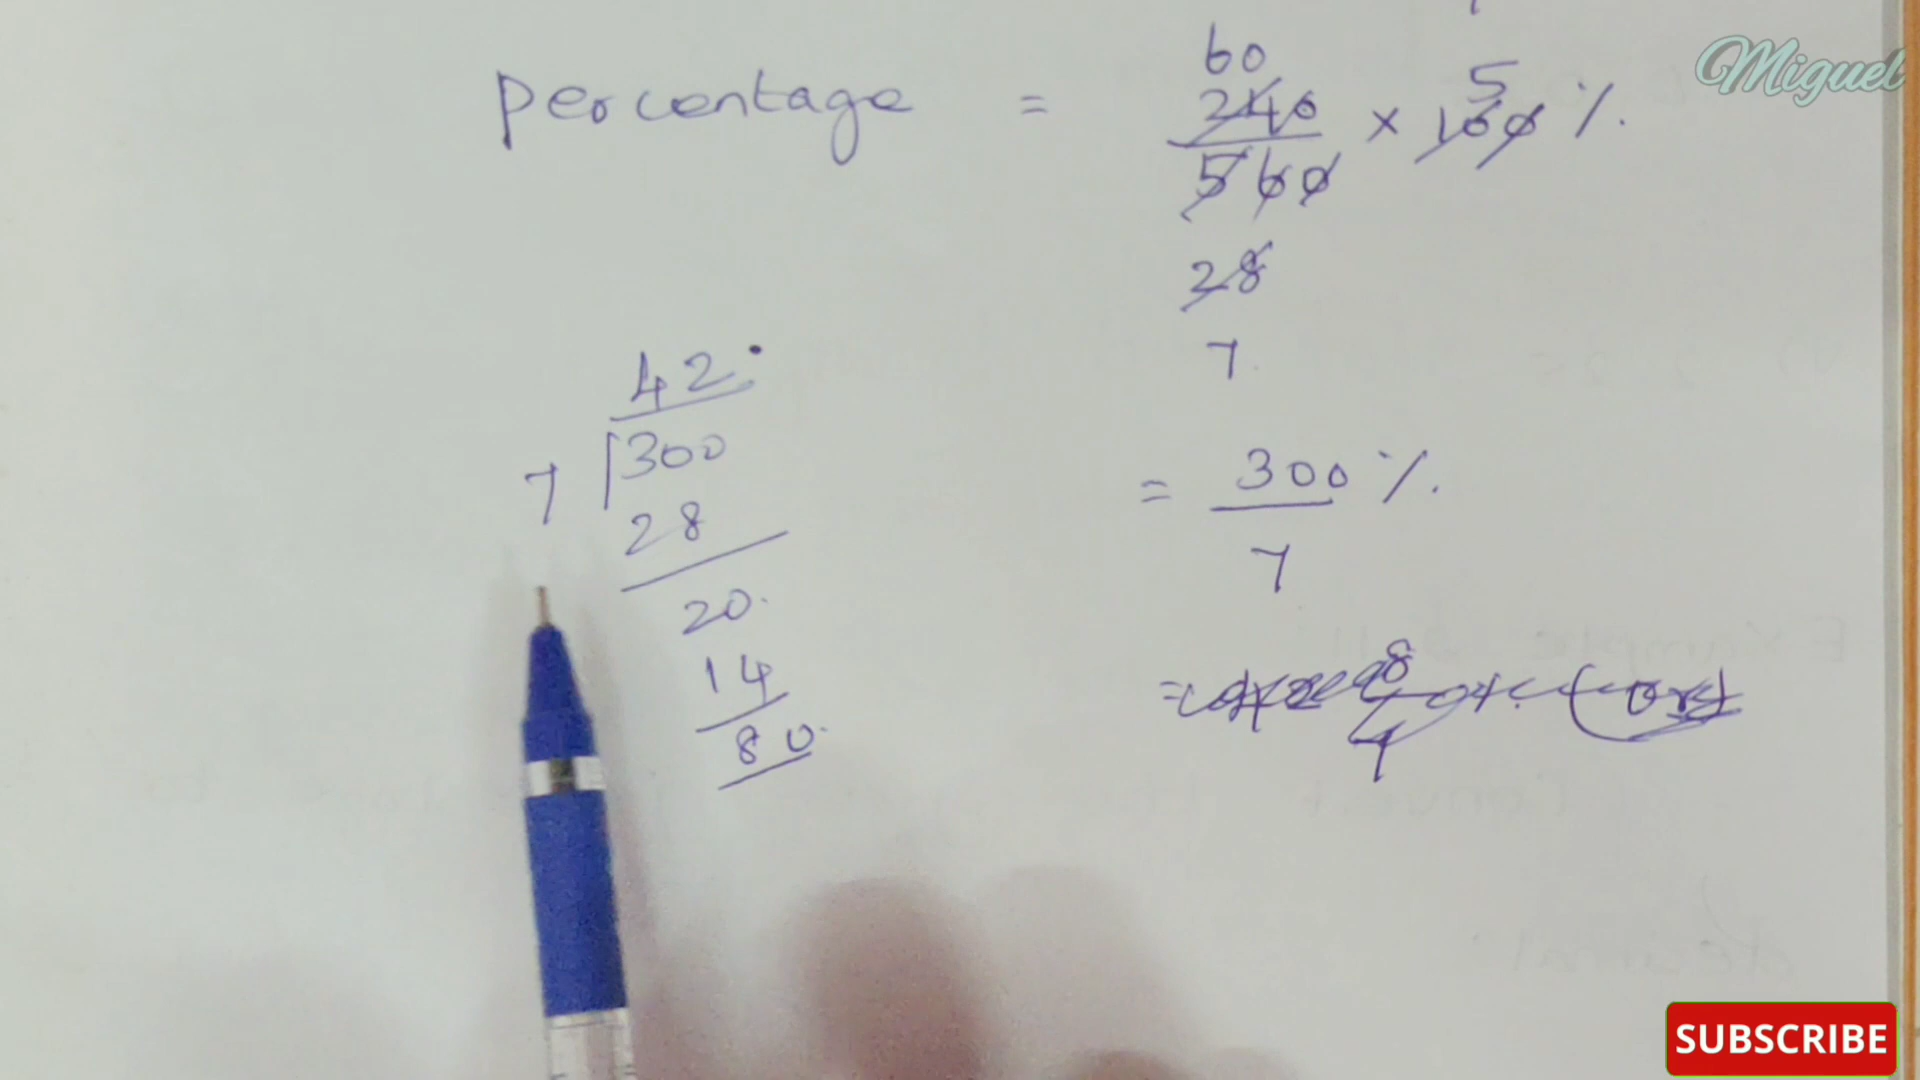 Miguel
60 5
percentage = 240/560 × 100 %.
28
7.
42.
7 300 = 300/7 %.
28
20.
14
80.
SUBSCRIBE